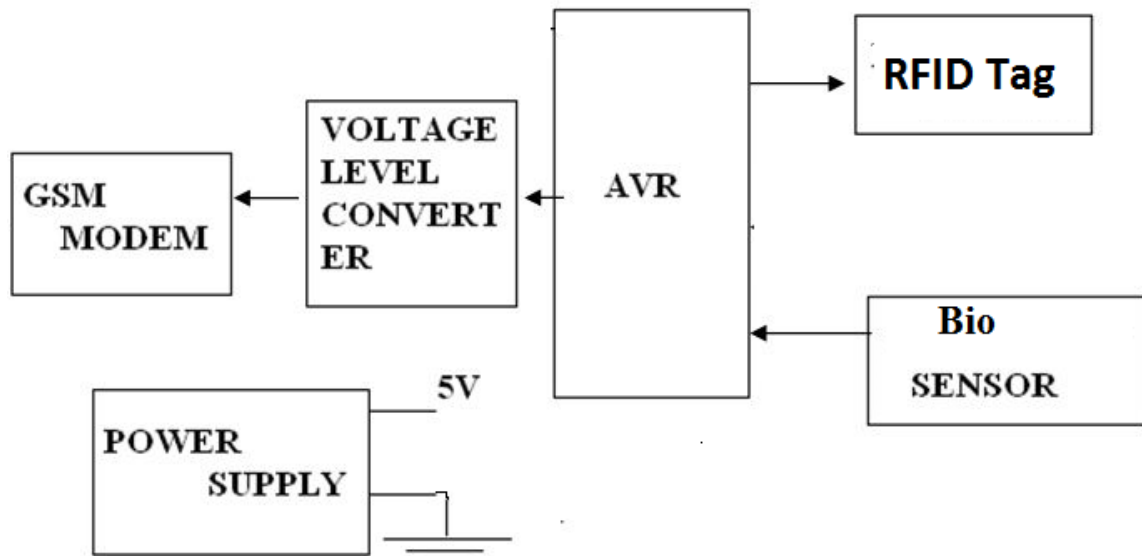 RFID Tag
VOLTAGE
LEVEL
CONVERT
ER
GSM
MODEM
AVR
Bio
SENSOR
5V
POWER
SUPPLY